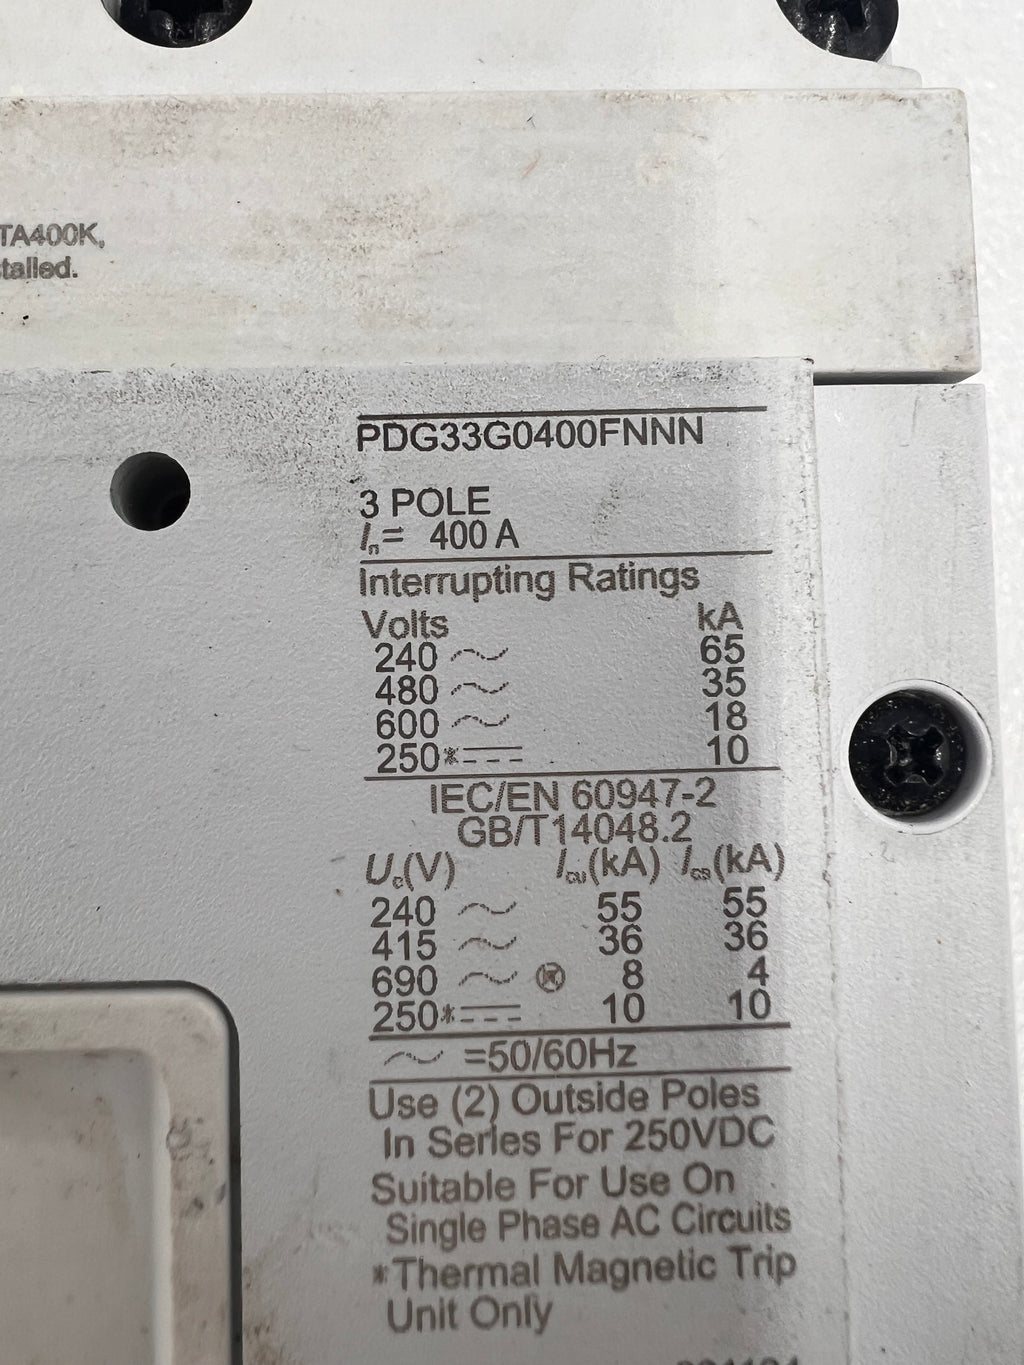 TA400K,
talled.
PDG33G0400FNNN
3 POLE
In= 400 A
Interrupting Ratings
Volts kA
240 ~ 65
480 ~ 35
600 ~ 18
250* ⎓ 10
IEC/EN 60947-2
GB/T14048.2
Ue(V) Icu(kA) Ics(kA)
240 ~ 55 55
415 ~ 36 36
690 ~ 8 4
250* ⎓ 10 10
~ =50/60Hz
Use (2) Outside Poles
In Series For 250VDC
Suitable For Use On
Single Phase AC Circuits
*Thermal Magnetic Trip
Unit Only